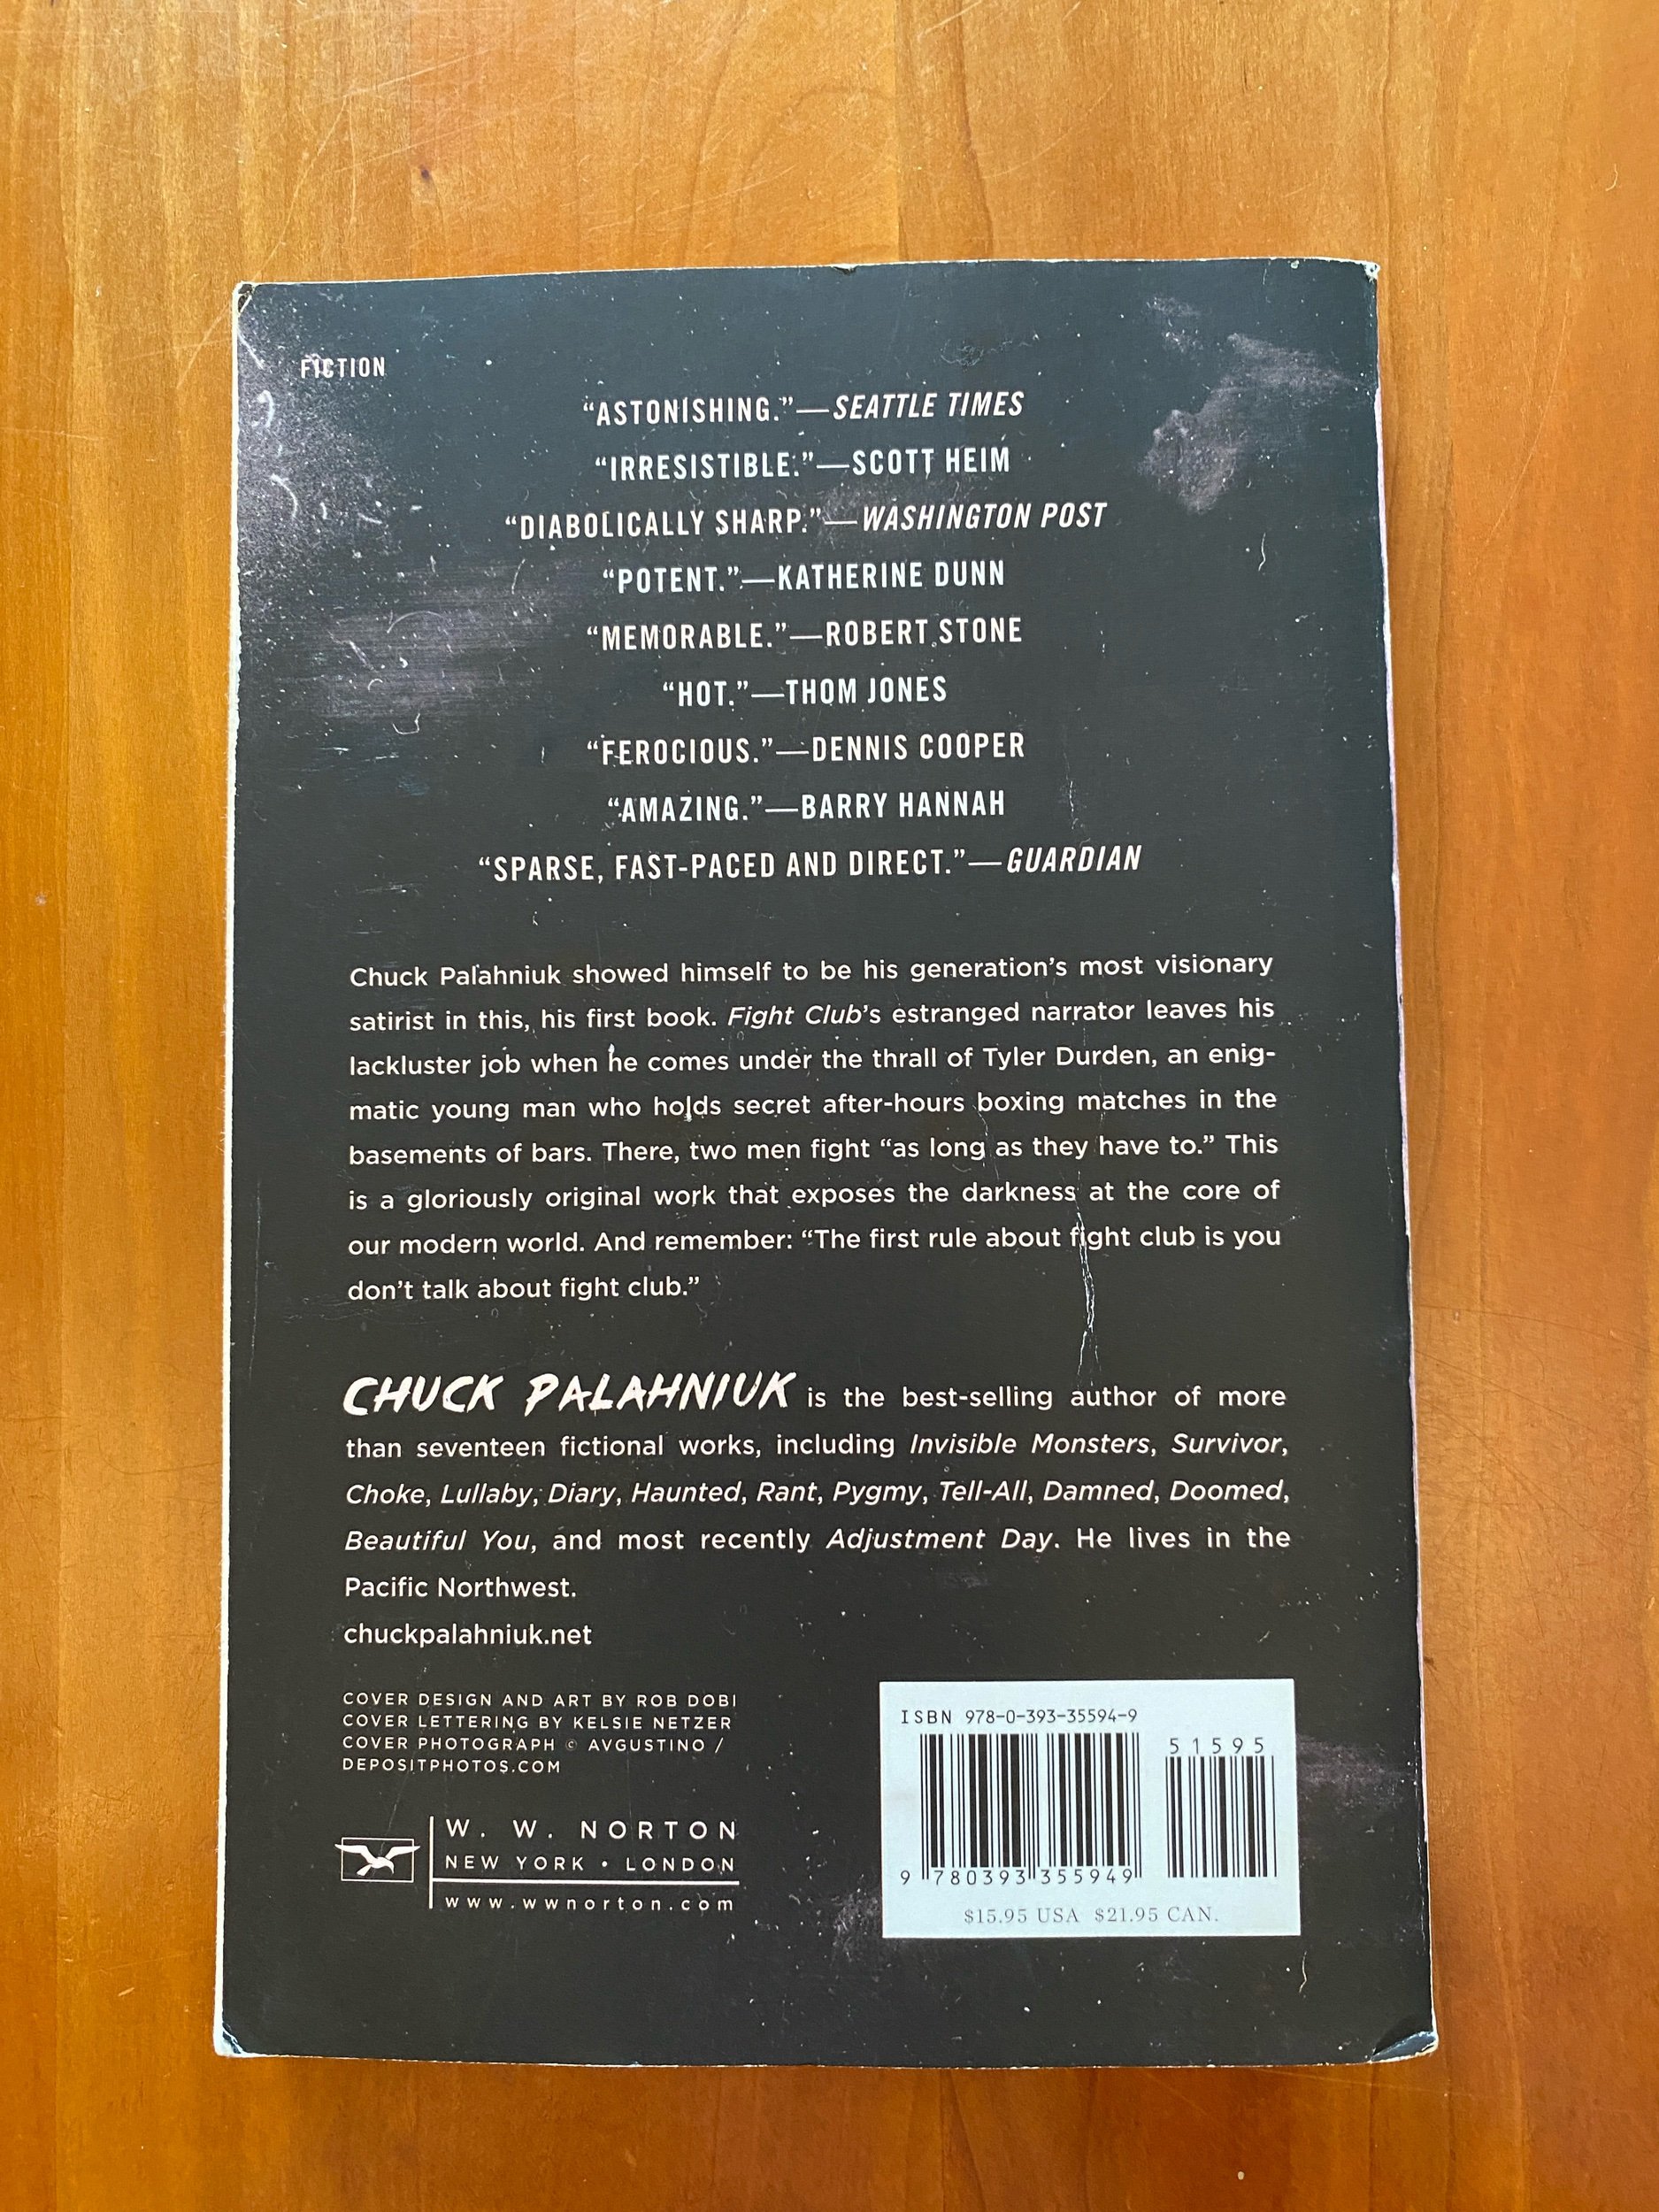 FICTION
“ASTONISHING.”—SEATTLE TIMES
“IRRESISTIBLE.”—SCOTT HEIM
“DIABOLICALLY SHARP.”—WASHINGTON POST
“POTENT.”—KATHERINE DUNN
“MEMORABLE.”—ROBERT STONE
“HOT.”—THOM JONES
“FEROCIOUS.”—DENNIS COOPER
“AMAZING.”—BARRY HANNAH
“SPARSE, FAST-PACED AND DIRECT.”—GUARDIAN
Chuck Palahniuk showed himself to be his generation’s most visionary
satirist in this, his first book. Fight Club’s estranged narrator leaves his
lackluster job when he comes under the thrall of Tyler Durden, an enig-
matic young man who holds secret after-hours boxing matches in the
basements of bars. There, two men fight “as long as they have to.” This
is a gloriously original work that exposes the darkness at the core of
our modern world. And remember: “The first rule about fight club is you
don’t talk about fight club.”
CHUCK PALAHNIUK is the best-selling author of more
than seventeen fictional works, including Invisible Monsters, Survivor,
Choke, Lullaby, Diary, Haunted, Rant, Pygmy, Tell-All, Damned, Doomed,
Beautiful You, and most recently Adjustment Day. He lives in the
Pacific Northwest.
chuckpalahniuk.net
COVER DESIGN AND ART BY ROB DOBI
COVER LETTERING BY KELSIE NETZER
COVER PHOTOGRAPH © AVGUSTINO /
DEPOSITPHOTOS.COM
W. W. NORTON
NEW YORK • LONDON
www.wwnorton.com
ISBN 978-0-393-35594-9
51595
9 780393 355949
$15.95 USA $21.95 CAN.